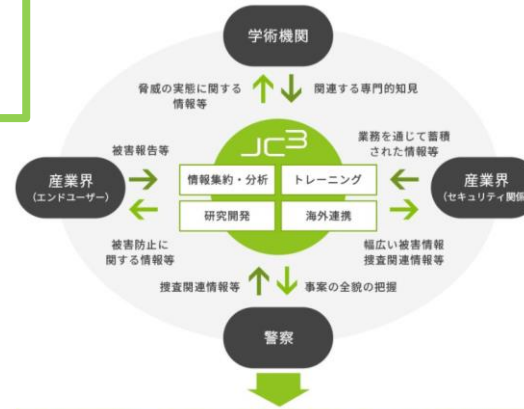 学術機関
脅威の実態に関する
情報等
関連する専門的知見
JC3
被害報告等
業務を通じて蓄積
された情報等
産業界
(エンドユーザー)
情報集約・分析
トレーニング
研究開発
海外連携
産業界
(セキュリティ関係
被害防止に
関する情報等
幅広い被害情報
捜査関連情報等
捜査関連情報等
事案の全貌の把握
警察